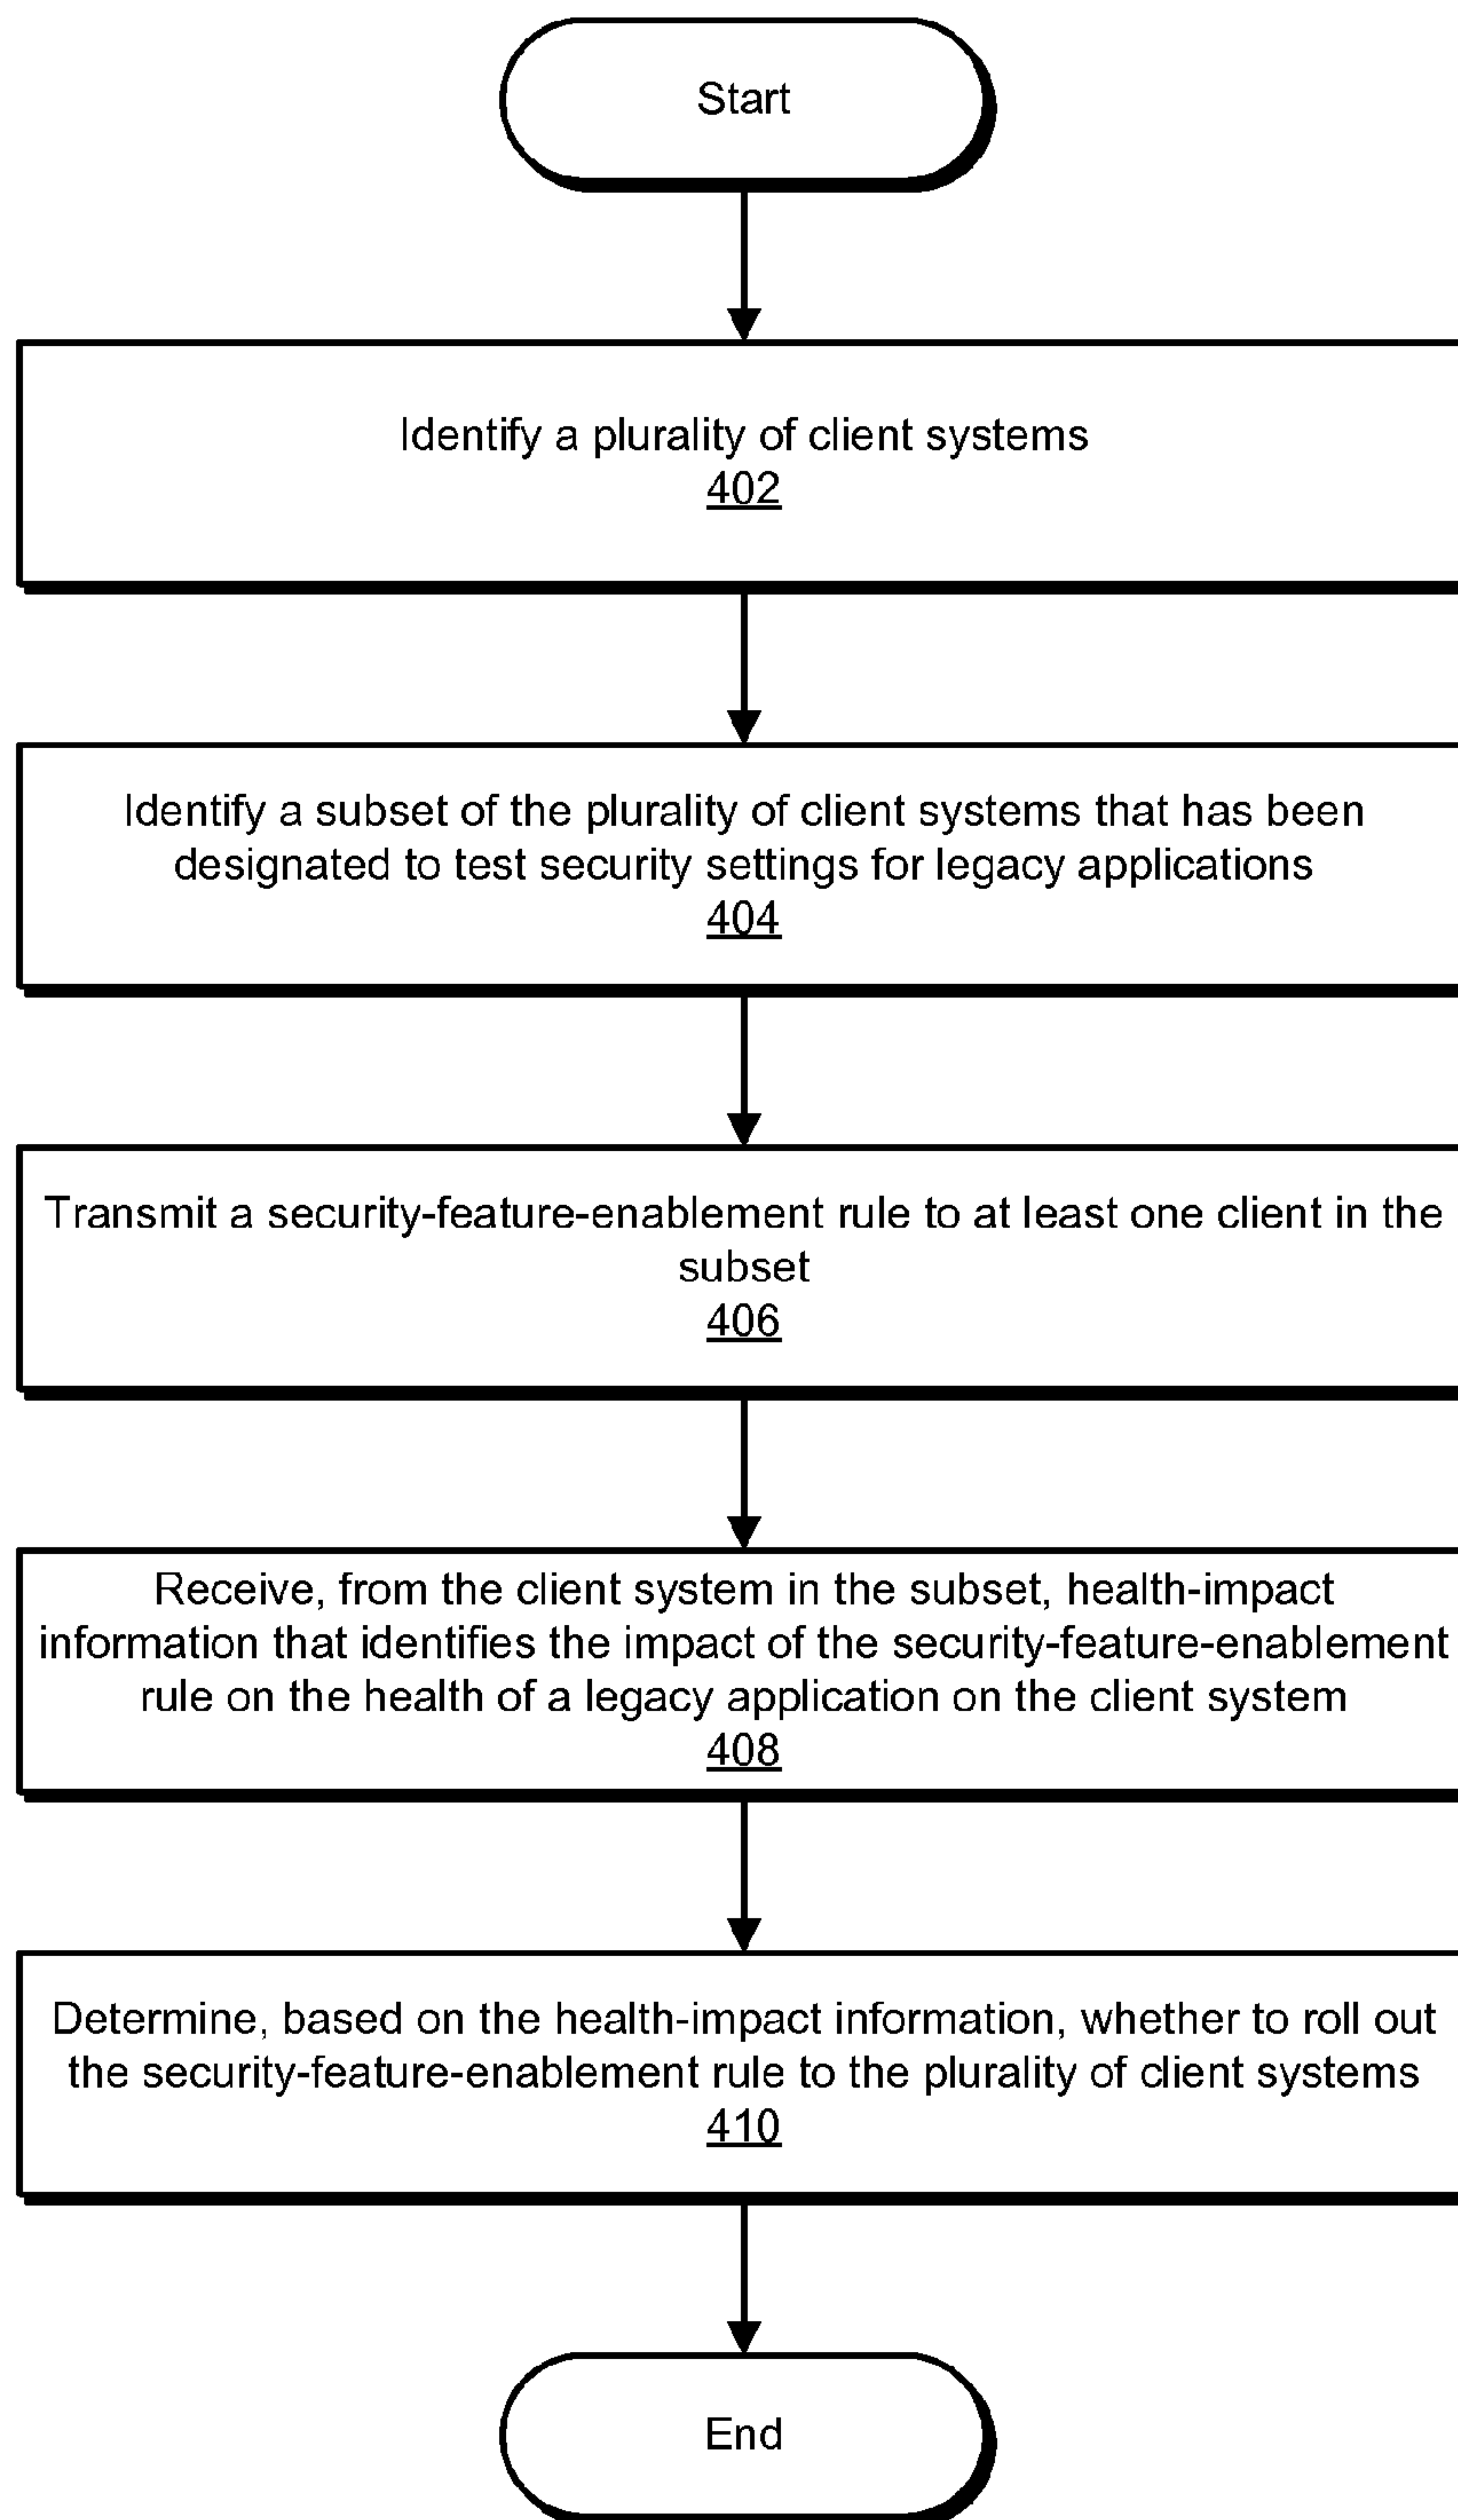 Start
Identify a plurality of client systems
402
Identify a subset of the plurality of client systems that has been
designated to test security settings for legacy applications
404
Transmit a security-feature-enablement rule to at least one client in the
subset
406
Receive, from the client system in the subset, health-impact
information that identifies the impact of the security-feature-enablement
rule on the health of a legacy application on the client system
408
Determine, based on the health-impact information, whether to roll out
the security-feature-enablement rule to the plurality of client systems
410
End